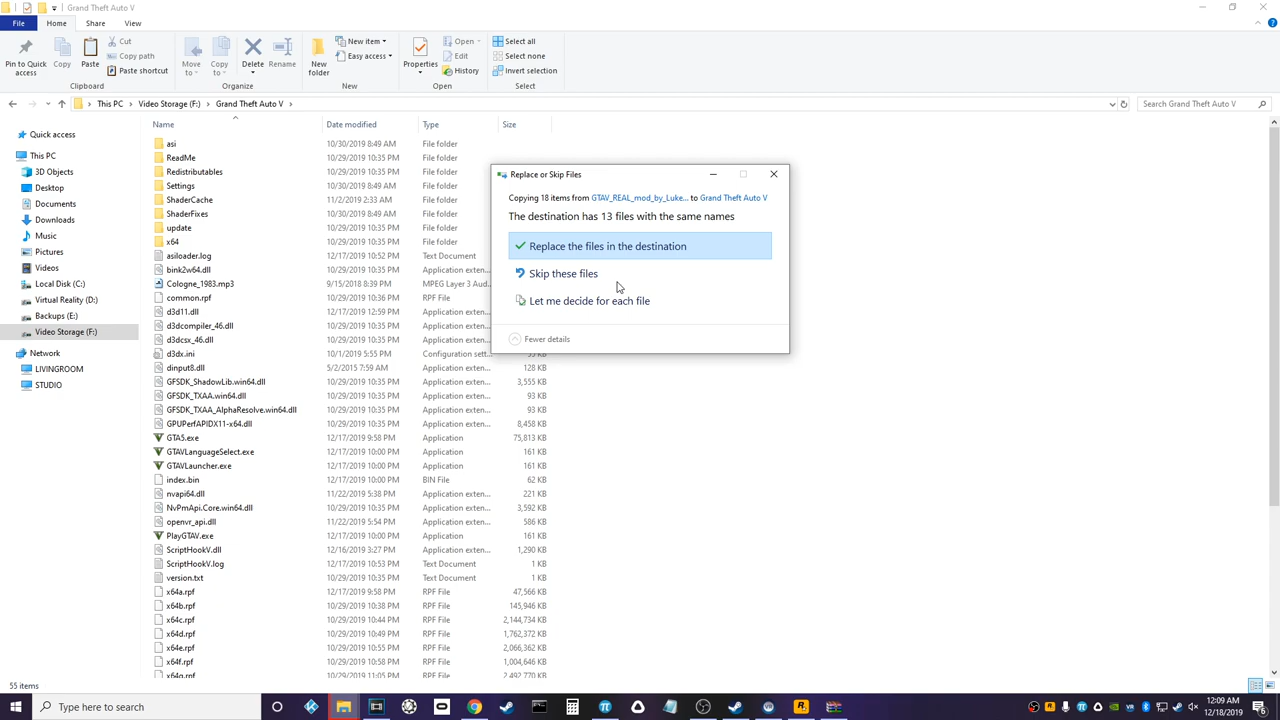 Grand Theft Auto V
File
Home
Share
View
Pin to Quick access
Copy
Paste
Cut
Copy path
Paste shortcut
Clipboard
Move to
Copy to
Delete
Rename
Organize
New folder
New item
Easy access
New
Properties
Open
Edit
History
Open
Select all
Select none
Invert selection
Select
This PC
Video Storage (F:)
Grand Theft Auto V
Search Grand Theft Auto V
Quick access
This PC
3D Objects
Desktop
Documents
Downloads
Music
Pictures
Videos
Local Disk (C:)
Virtual Reality (D:)
Backups (E:)
Video Storage (F:)
Network
LIVINGROOM
STUDIO
Name Date modified Type Size
asi 10/30/2019 8:49 AM File folder
ReadMe 10/29/2019 10:35 PM File folder
Redistributables 10/29/2019 10:35 PM File folder
Settings 10/30/2019 8:49 AM File folder
ShaderCache 11/2/2019 2:33 AM File folder
ShaderFixes 10/30/2019 8:49 AM File folder
update 10/29/2019 10:35 PM File folder
x64 10/29/2019 10:35 PM File folder
asiloader.log 12/17/2019 10:52 PM Text Document
bink2w64.dll 10/29/2019 10:35 PM Application exten...
Cologne_1983.mp3 9/15/2018 8:39 PM MPEG Layer 3 Aud...
common.rpf 10/29/2019 10:36 PM RPF File
d3d11.dll 12/17/2019 12:59 PM Application exten...
d3dcompiler_46.dll 10/29/2019 10:35 PM Application exten...
d3dcsx_46.dll 10/29/2019 10:35 PM Application exten...
d3dx.ini 10/1/2019 5:55 PM Configuration sett...
dinput8.dll 5/2/2015 7:59 AM Application exten... 128 KB
GFSDK_ShadowLib.win64.dll 10/29/2019 10:35 PM Application exten... 3,555 KB
GFSDK_TXAA.win64.dll 10/29/2019 10:35 PM Application exten... 93 KB
GFSDK_TXAA_AlphaResolve.win64.dll 10/29/2019 10:35 PM Application exten... 93 KB
GPUPerfAPIDX11-x64.dll 10/29/2019 10:35 PM Application exten... 8,458 KB
GTA5.exe 12/17/2019 9:58 PM Application 75,813 KB
GTAVLanguageSelect.exe 12/17/2019 10:00 PM Application 161 KB
GTAVLauncher.exe 12/17/2019 10:00 PM Application 161 KB
index.bin 12/17/2019 10:00 PM BIN File 62 KB
nvapi64.dll 11/22/2019 5:38 PM Application exten... 221 KB
NvPmApi.Core.win64.dll 10/29/2019 10:35 PM Application exten... 3,592 KB
openvr_api.dll 11/22/2019 5:54 PM Application exten... 586 KB
PlayGTAV.exe 12/17/2019 10:00 PM Application 161 KB
ScriptHookV.dll 12/16/2019 3:27 PM Application exten... 1,290 KB
ScriptHookV.log 12/17/2019 10:53 PM Text Document 1 KB
version.txt 10/29/2019 10:35 PM Text Document 1 KB
x64a.rpf 12/17/2019 9:58 PM RPF File 47,566 KB
x64b.rpf 10/29/2019 10:38 PM RPF File 145,946 KB
x64c.rpf 10/29/2019 10:44 PM RPF File 2,144,734 KB
x64d.rpf 10/29/2019 10:49 PM RPF File 1,762,372 KB
x64e.rpf 10/29/2019 10:55 PM RPF File 2,066,362 KB
x64f.rpf 10/29/2019 10:58 PM RPF File 1,004,646 KB
x64g.rpf 10/29/2019 11:05 PM RPF File 2,492,770 KB
Replace or Skip Files
Copying 18 items from GTAV_REAL_mod_by_Luke... to Grand Theft Auto V
The destination has 13 files with the same names
Replace the files in the destination
Skip these files
Let me decide for each file
Fewer details
55 items
Type here to search
12:09 AM
12/18/2019